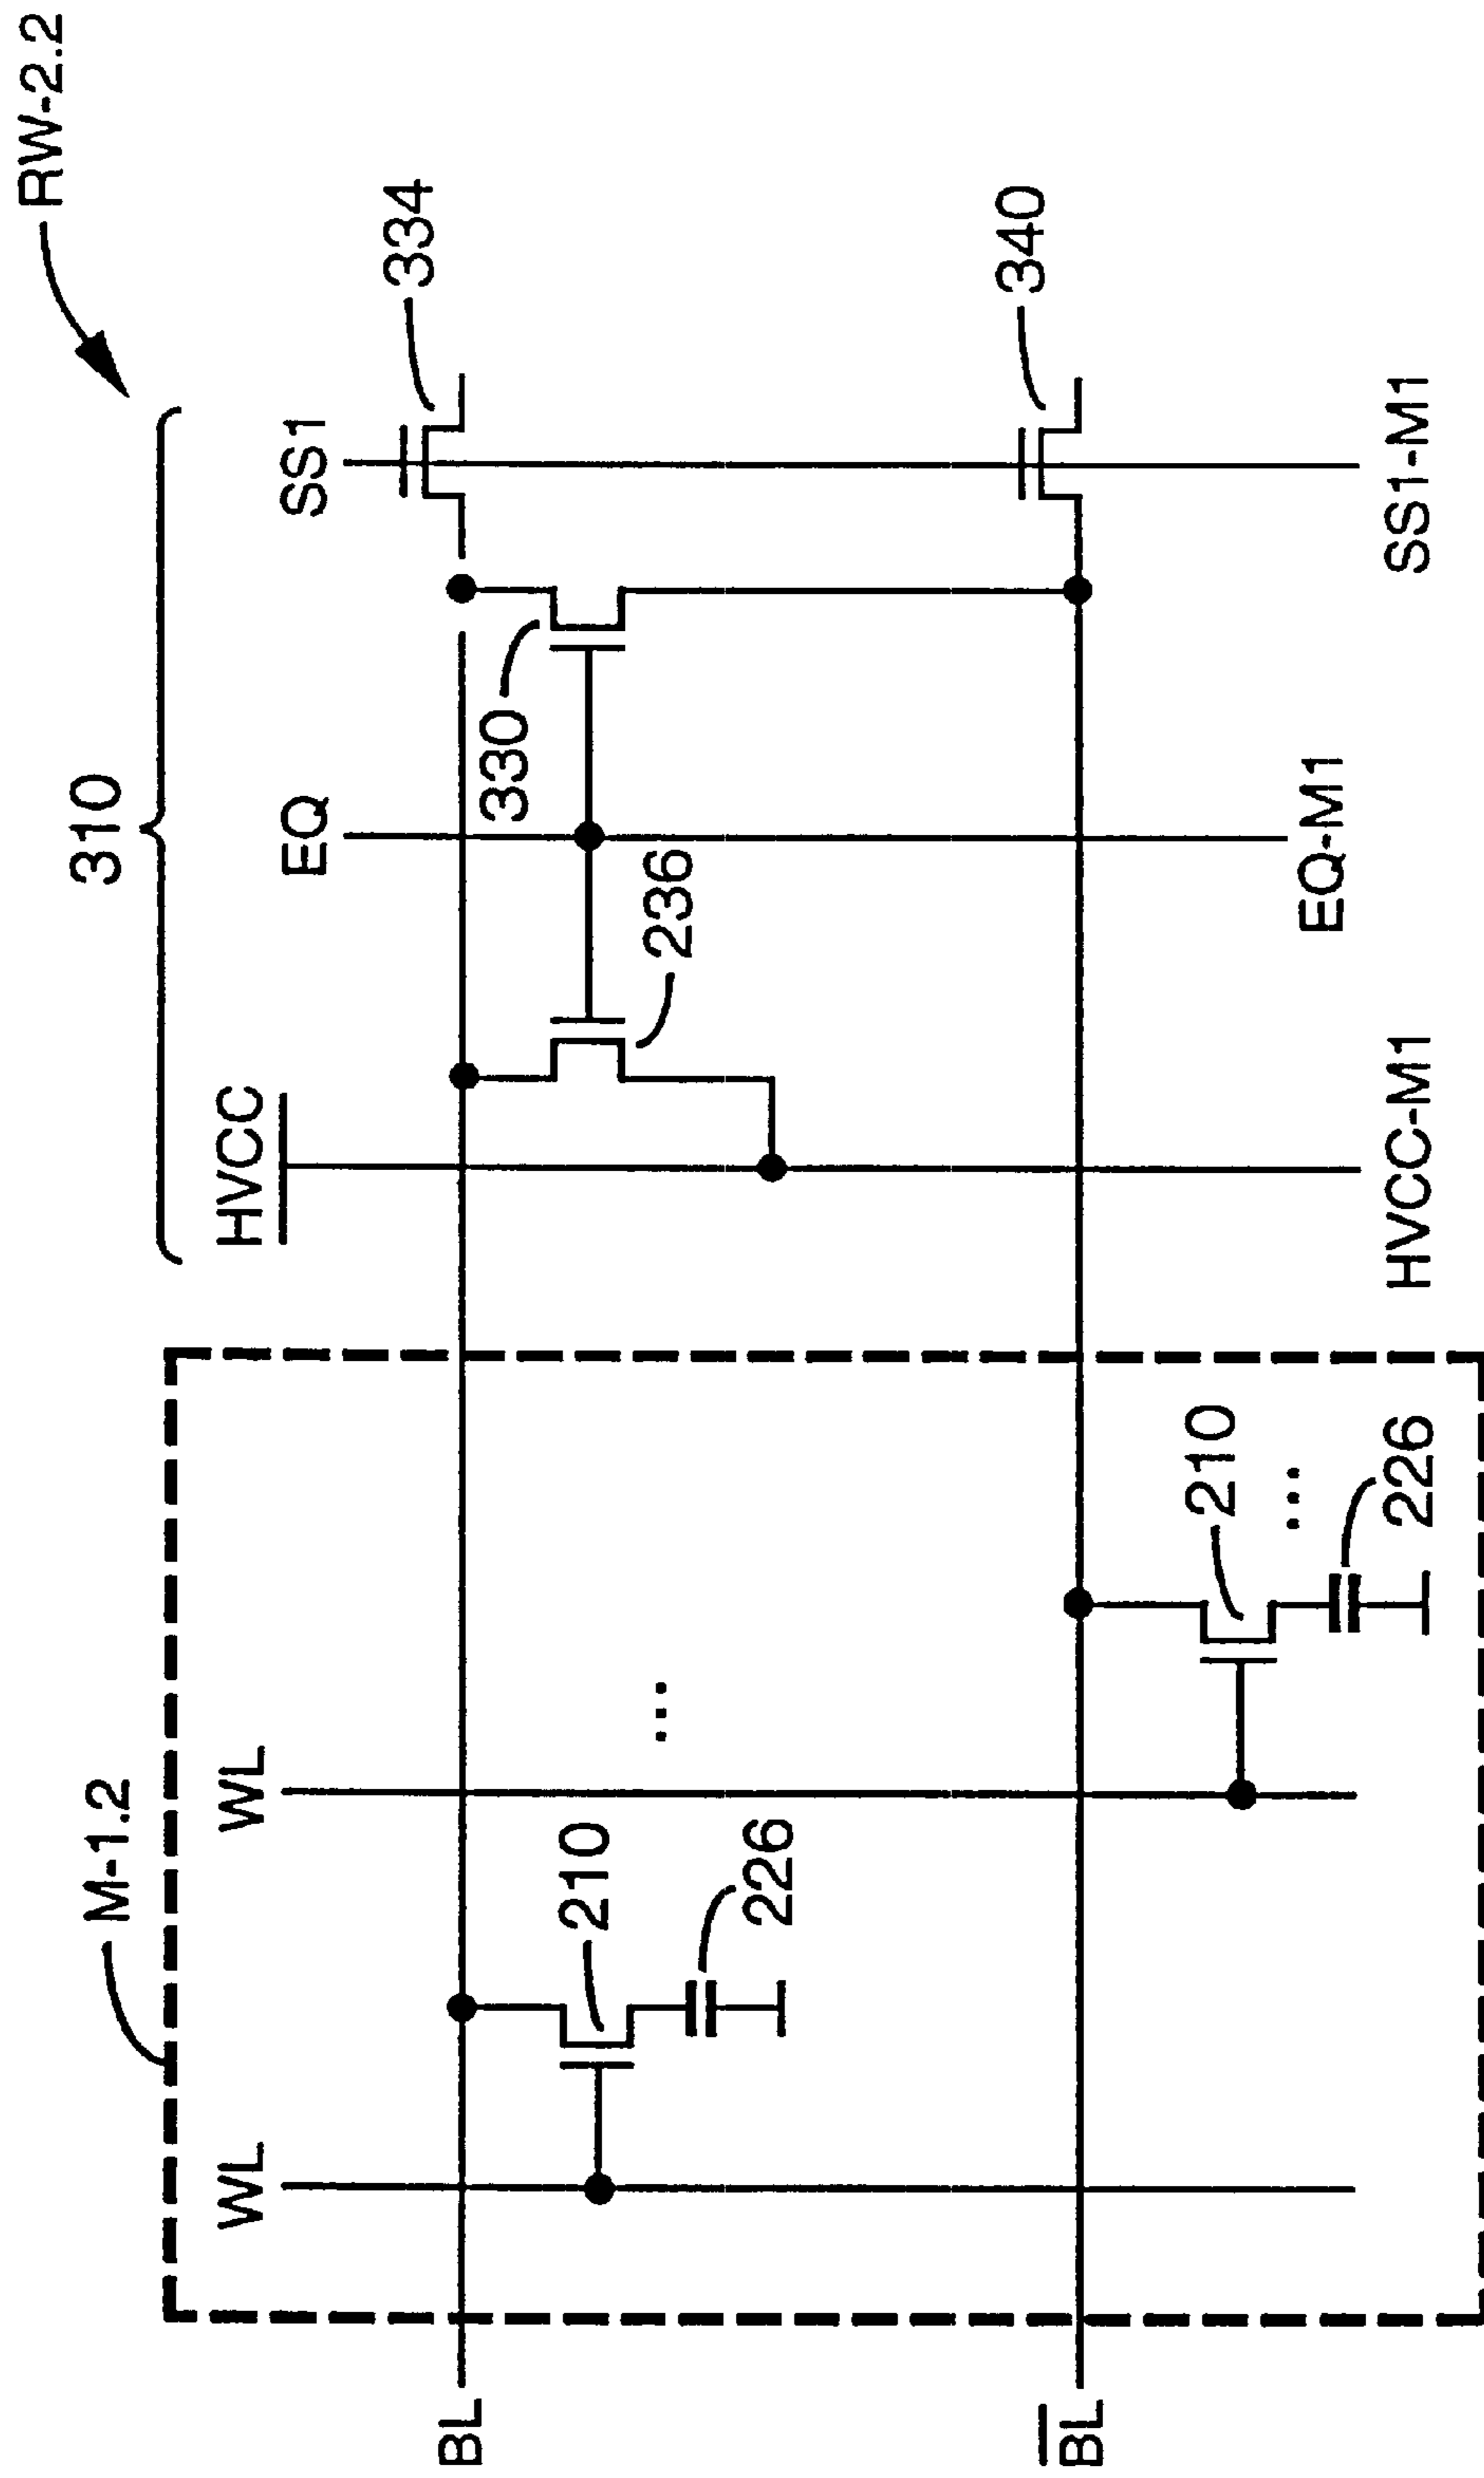 RW-2.2
310
M-1.2
WL
WL
HVCC
EQ
SS1
334
BL
330
210
...
236
226
340
B̅L̅
210
...
EQ-M1
226
HVCC-M1
SS1-M1